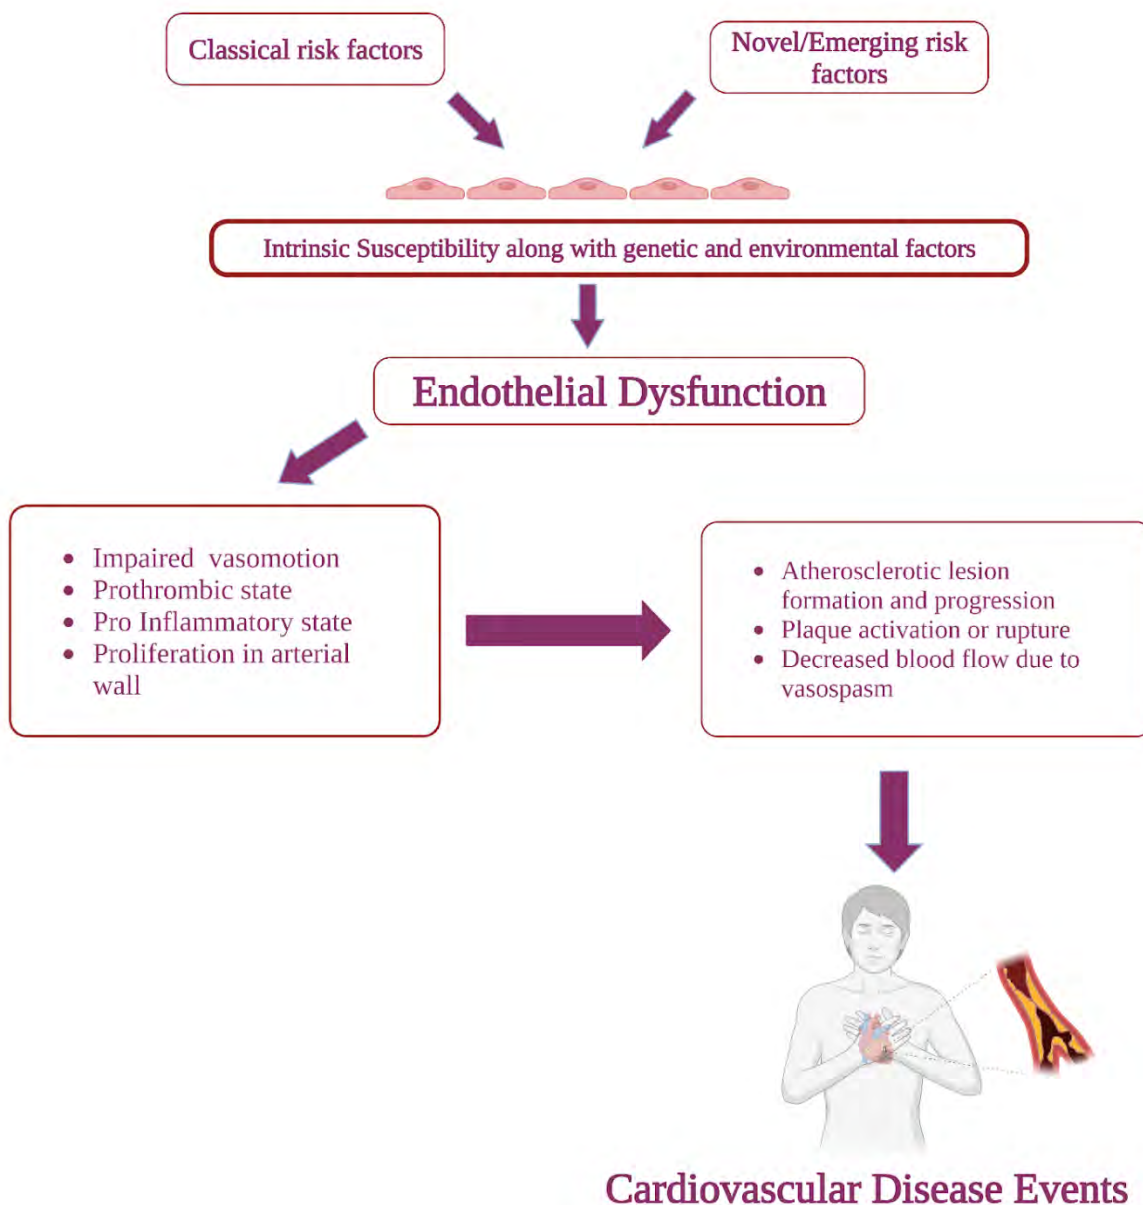 Classical risk factors
Novel/Emerging risk
factors
Intrinsic Susceptibility along with genetic and environmental factors
Endothelial Dysfunction
• Impaired vasomotion
• Prothrombic state
• Pro Inflammatory state
• Proliferation in arterial
wall
• Atherosclerotic lesion
formation and progression
• Plaque activation or rupture
• Decreased blood flow due to
vasospasm
Cardiovascular Disease Events